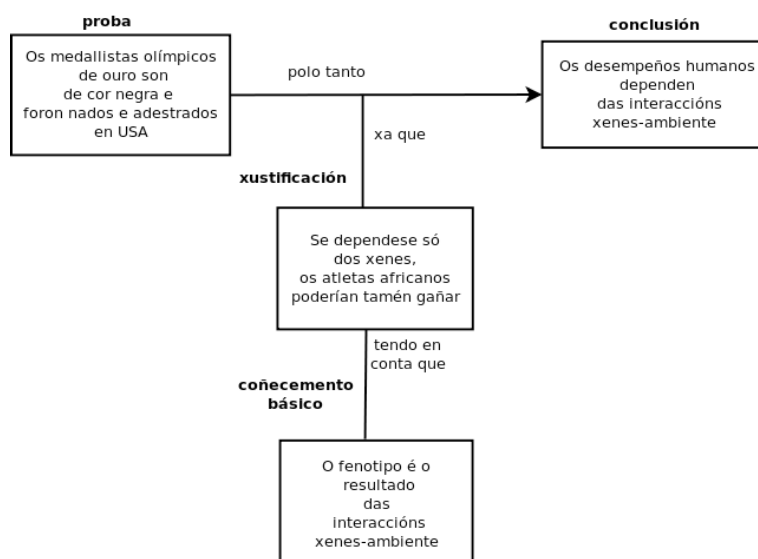 proba
Os medallistas olímpicos
de ouro son
de cor negra e
foron nados e adestrados
en USA
polo tanto
conclusión
Os desempeños humanos
dependen
das interaccións
xenes-ambiente
xa que
xustificación
Se dependese só
dos xenes,
os atletas africanos
poderían tamén gañar
tendo en
conta que
coñecemento
básico
O fenotipo é o
resultado
das
interaccións
xenes-ambiente